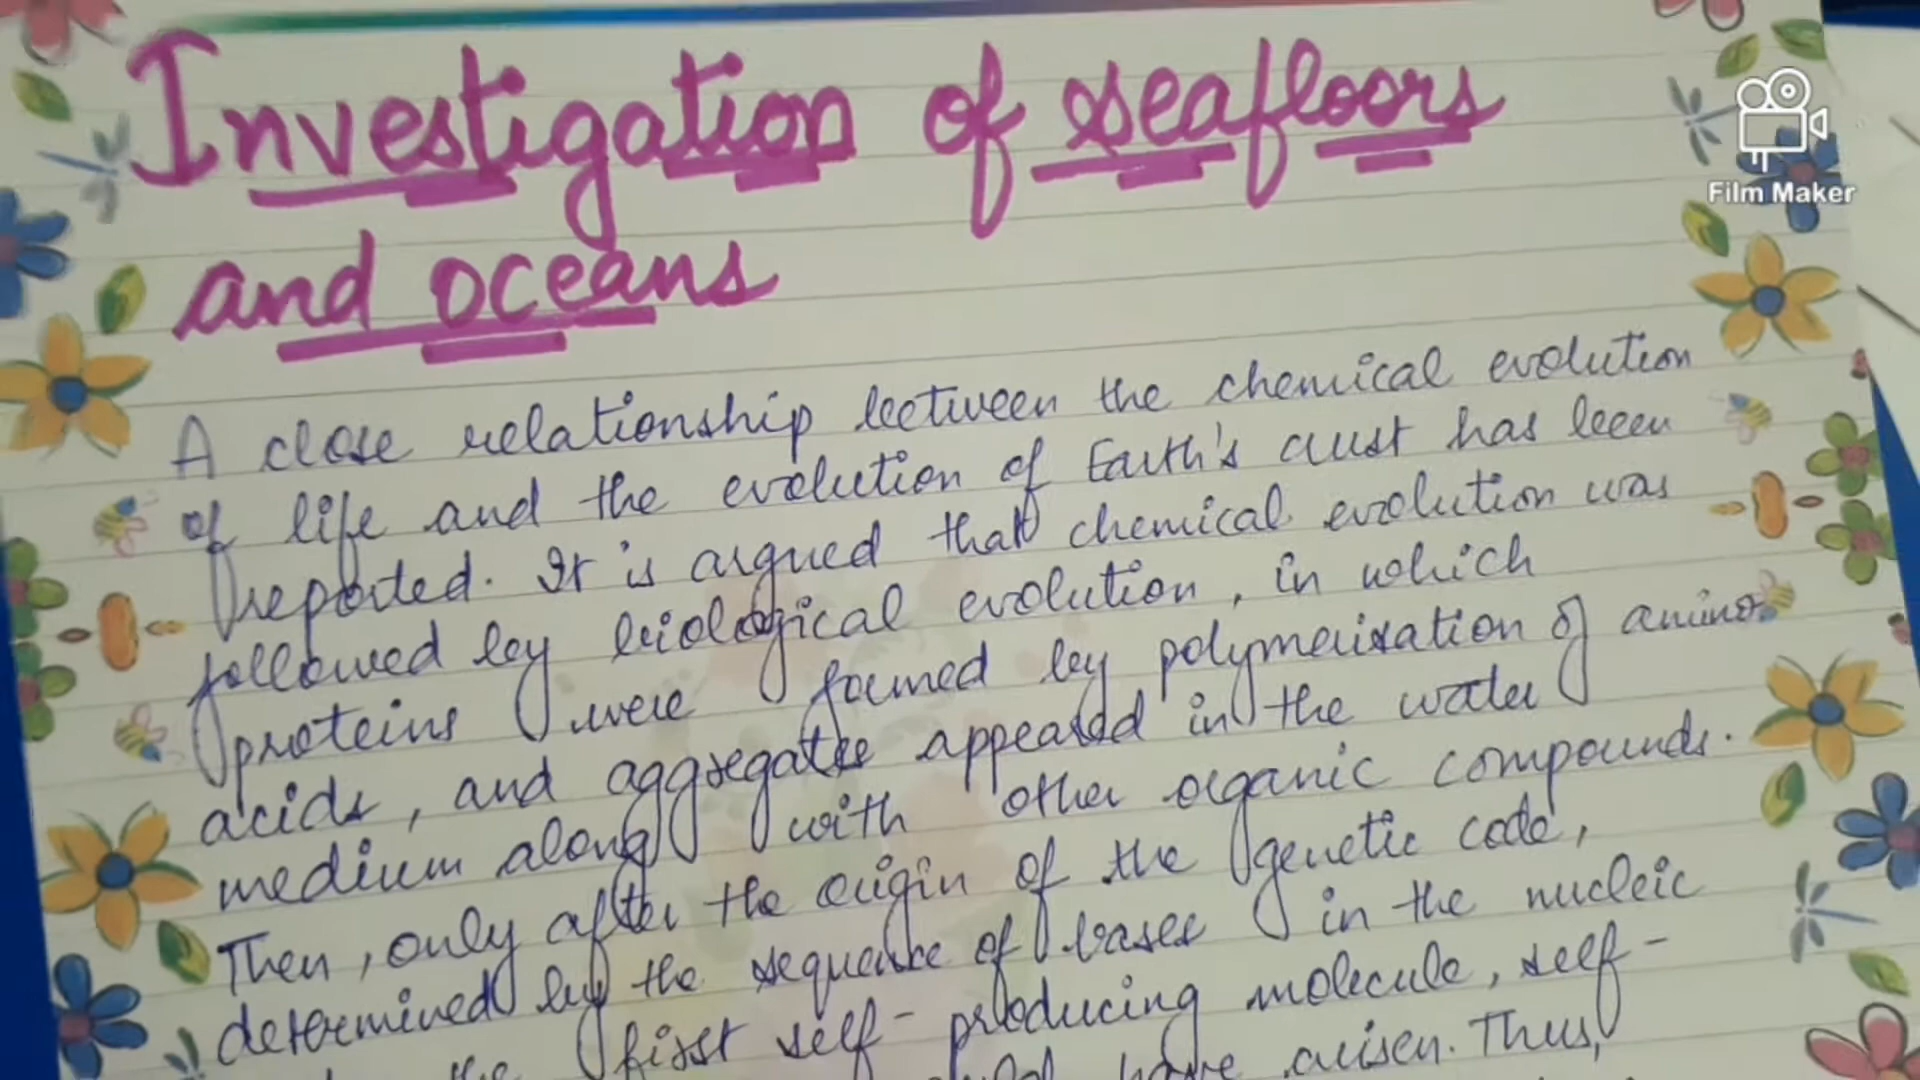 Investigation of seafloors
and oceans
Film Maker
A close relationship between the chemical evolution
of life and the evolution of Earth's crust has been
reported. It is argued that chemical evolution was
followed by biological evolution, in which
proteins were formed by polymerisation of amino
acids, and aggregates appeared in the water
medium along with other organic compounds.
Then, only after the origin of the genetic code,
determined by the sequence of bases in the nucleic
the first self-producing molecule, self-
have arisen. Thus,